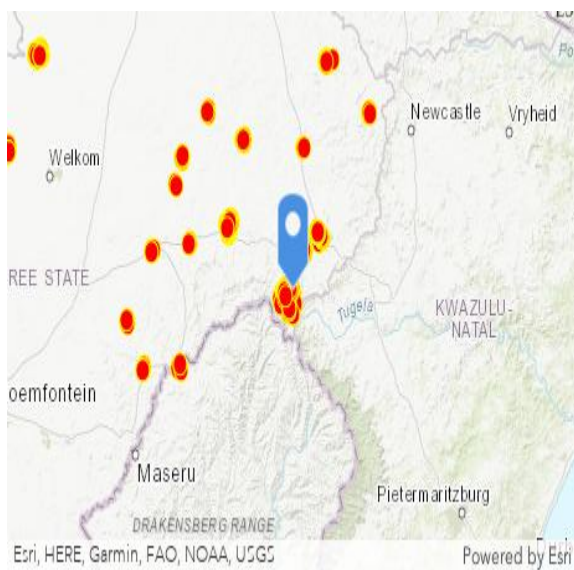 Newcastle
Vryheid
Welkom
REE STATE
Tugela
KWAZULU-
NATAL
oemfontein
Maseru
Pietermaritzburg
DRAKENSBERG RANGE
Esri, HERE, Garmin, FAO, NOAA, USGS
Powered by Esri